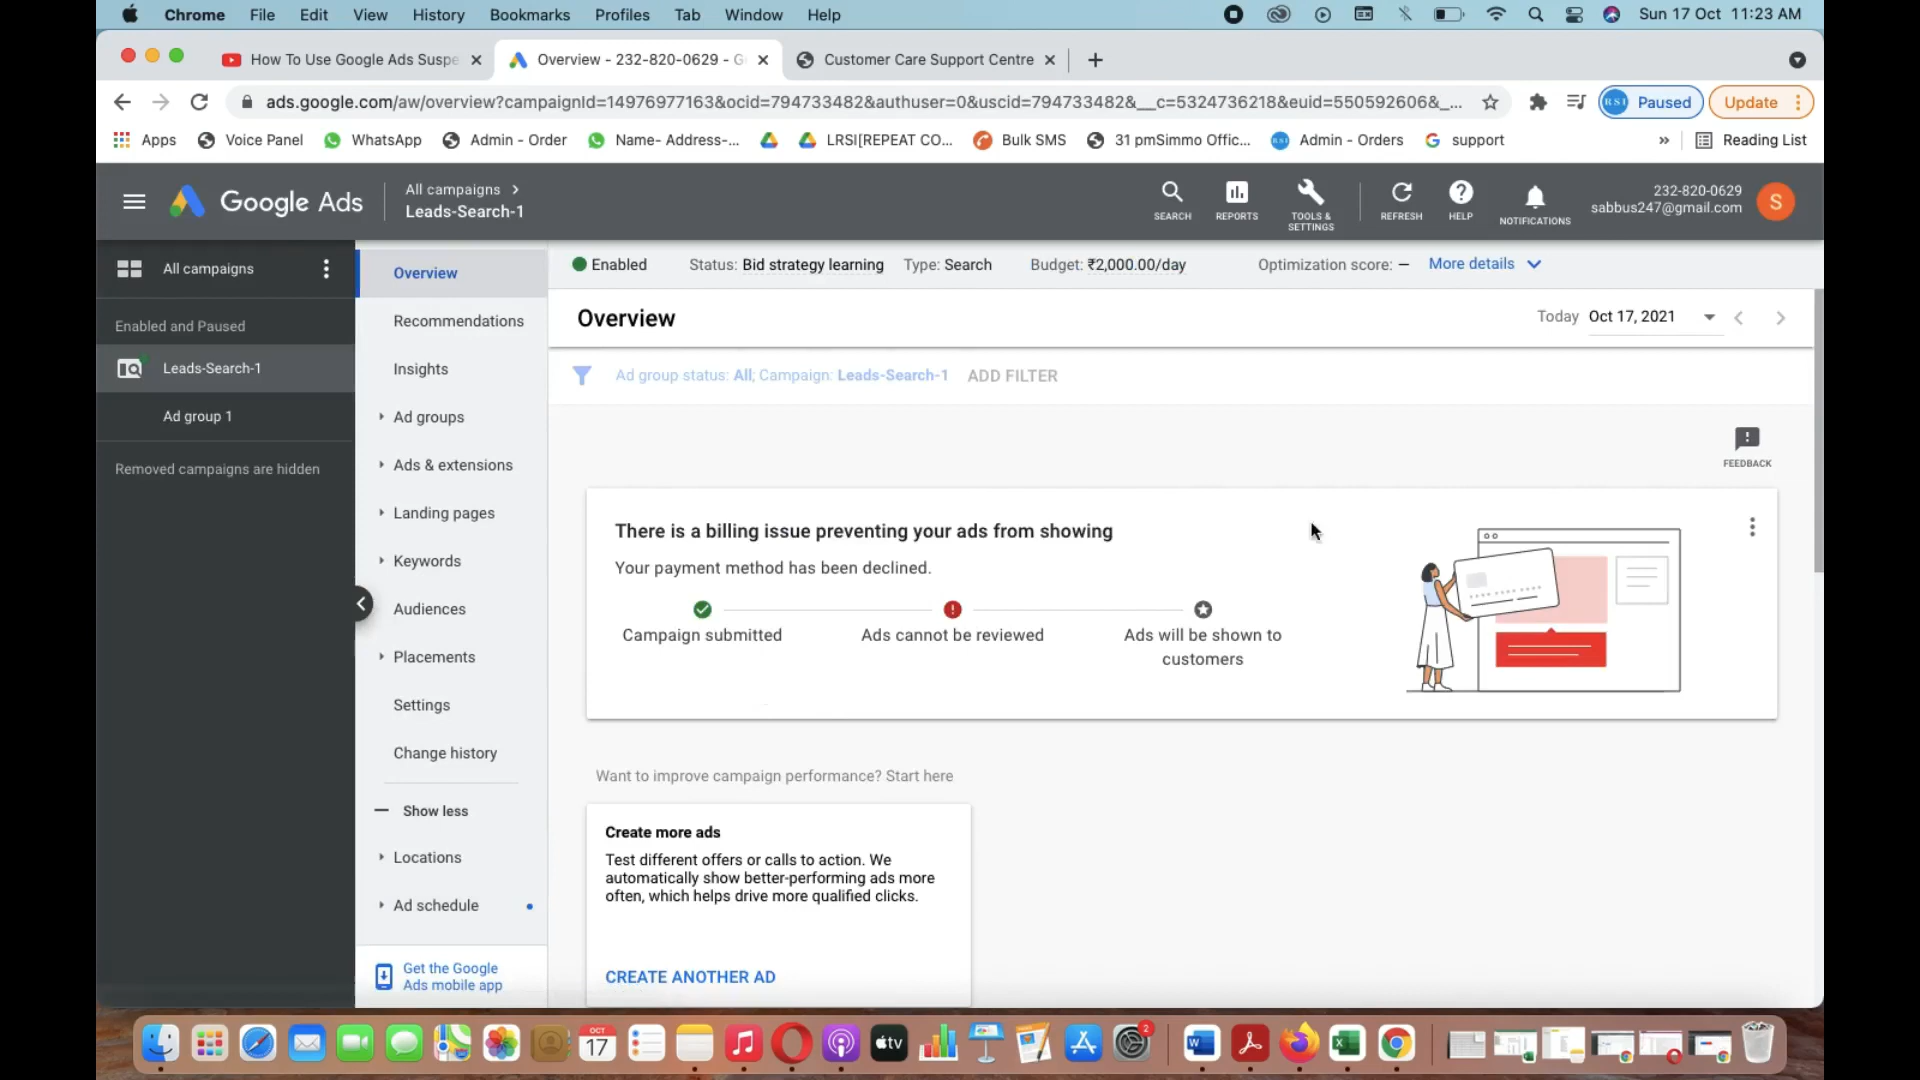 Chrome File Edit View History Bookmarks Profiles Tab Window Help Sun 17 Oct 11:23 AM
How To Use Google Ads Suspe Overview - 232-820-0629 - G Customer Care Support Centre
ads.google.com/aw/overview?campaignId=14976977163&ocid=794733482&authuser=0&uscid=794733482&__c=5324736218&euid=550592606&_... RSI Paused Update
Apps Voice Panel WhatsApp Admin - Order Name- Address-... LRSI[REPEAT CO... Bulk SMS 31 pmSimmo Offic... RSI Admin - Orders support » Reading List
Google Ads
All campaigns >
Leads-Search-1
SEARCH REPORTS TOOLS & SETTINGS REFRESH HELP NOTIFICATIONS
232-820-0629
sabbus247@gmail.com
S
All campaigns
Enabled and Paused
Leads-Search-1
Ad group 1
Removed campaigns are hidden
Overview
Recommendations
Insights
Ad groups
Ads & extensions
Landing pages
Keywords
Audiences
Placements
Settings
Change history
Show less
Locations
Ad schedule
Get the Google
Ads mobile app
Enabled Status: Bid strategy learning Type: Search Budget: ₹2,000.00/day Optimization score: – More details
Overview
Today Oct 17, 2021
Ad group status: All; Campaign: Leads-Search-1 ADD FILTER
FEEDBACK
There is a billing issue preventing your ads from showing
Your payment method has been declined.
Campaign submitted
Ads cannot be reviewed
Ads will be shown to
customers
Want to improve campaign performance? Start here
Create more ads
Test different offers or calls to action. We
automatically show better-performing ads more
often, which helps drive more qualified clicks.
CREATE ANOTHER AD
OCT
17
tv
2
W
X